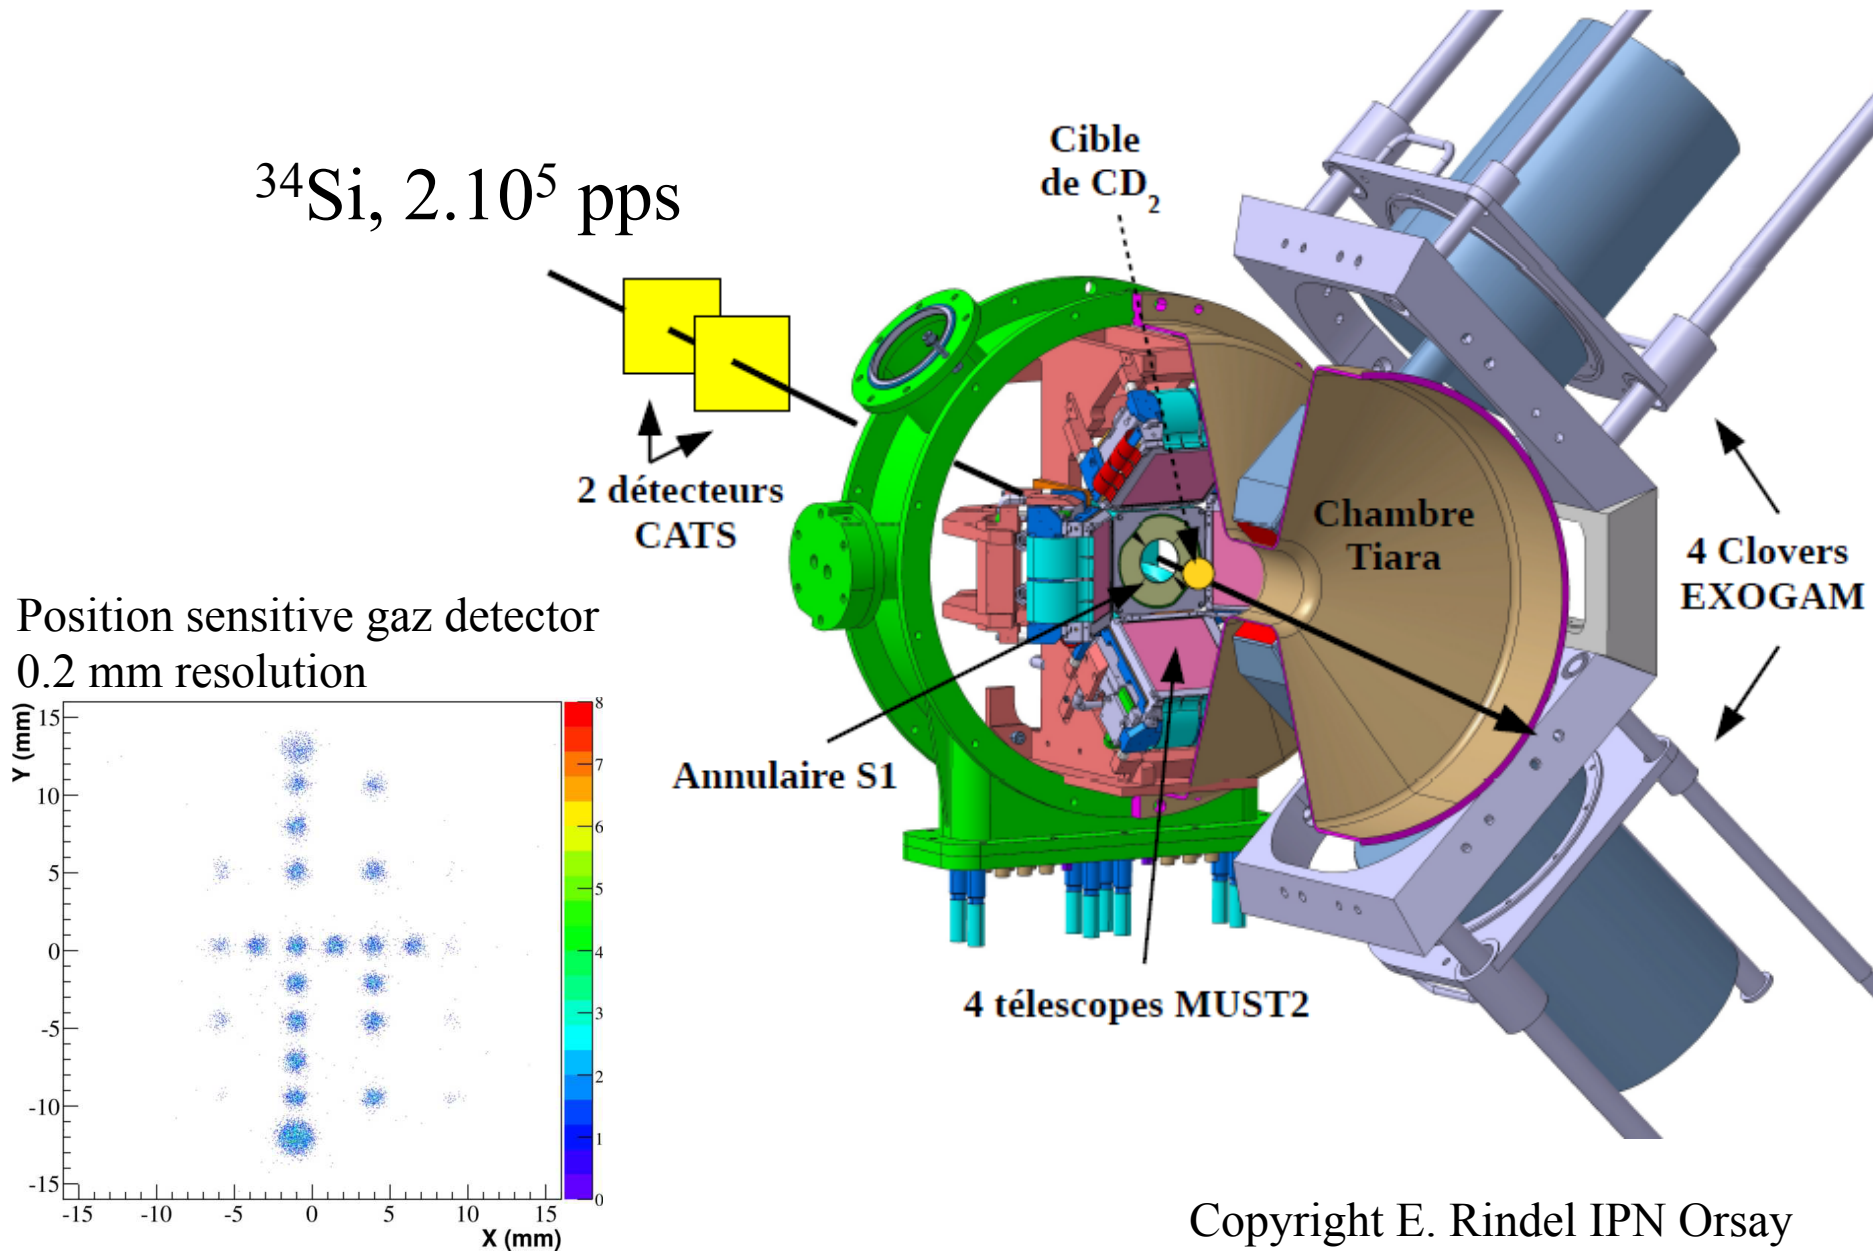 ³⁴Si, 2.10⁵ pps
Cible
de CD₂
2 détecteurs
CATS
Chambre
Tiara
4 Clovers
EXOGAM
Position sensitive gaz detector
0.2 mm resolution
Annulaire S1
4 télescopes MUST2
Y (mm)
15
10
5
0
-5
-10
-15
-15
-10
-5
0
5
10
15
X (mm)
8
7
6
5
4
3
2
1
0
Copyright E. Rindel IPN Orsay